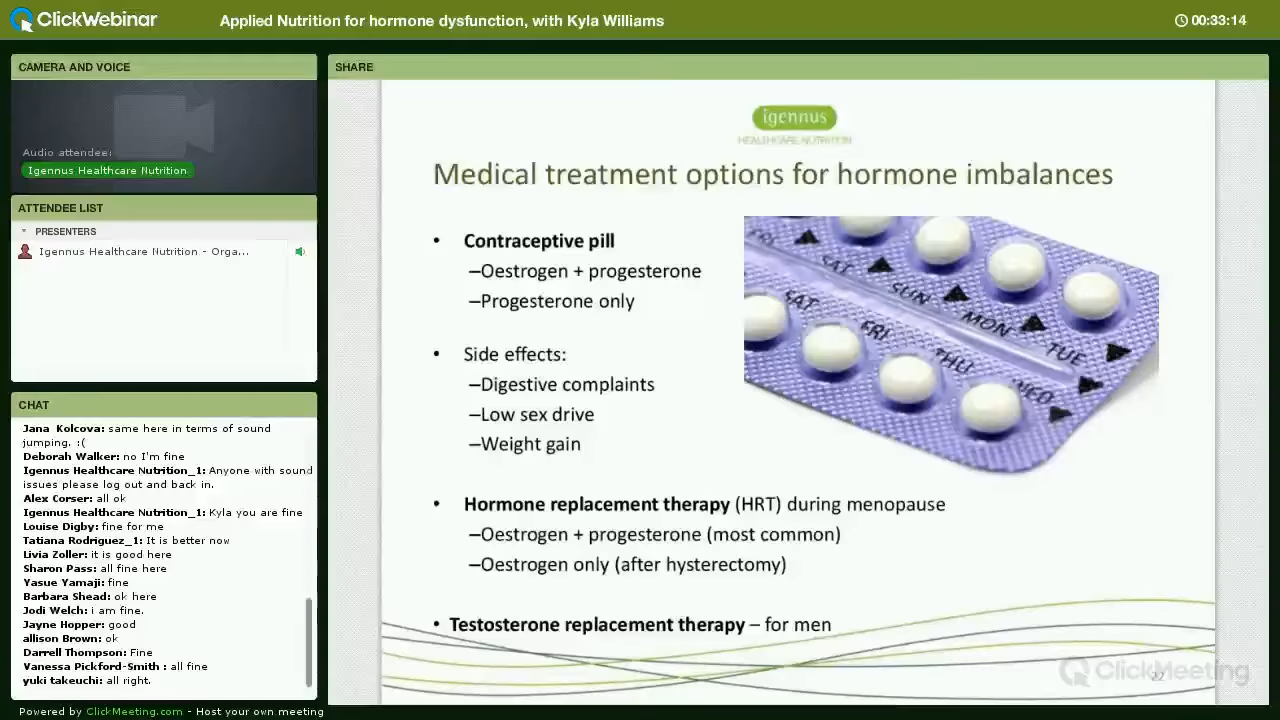 ClickWebinar
Applied Nutrition for hormone dysfunction, with Kyla Williams
00:33:14
CAMERA AND VOICE
Audio attendee:
Igennus Healthcare Nutrition
ATTENDEE LIST
PRESENTERS
Igennus Healthcare Nutrition - Orga...
CHAT
Jana Kolcova: same here in terms of sound
jumping. :(
Deborah Walker: no I'm fine
Igennus Healthcare Nutrition_1: Anyone with sound
issues please log out and back in.
Alex Corser: all ok
Igennus Healthcare Nutrition_1: Kyla you are fine
Louise Digby: fine for me
Tatiana Rodriguez_1: It is better now
Livia Zoller: it is good here
Sharon Pass: all fine here
Yasue Yamaji: fine
Barbara Shead: ok here
Jodi Welch: i am fine.
Jayne Hopper: good
allison Brown: ok
Darrell Thompson: Fine
Vanessa Pickford-Smith : all fine
yuki takeuchi: all right.
Powered by ClickMeeting.com - Host your own meeting
SHARE
igennus
HEALTHCARE NUTRITION
Medical treatment options for hormone imbalances
• Contraceptive pill
–Oestrogen + progesterone
–Progesterone only
• Side effects:
–Digestive complaints
–Low sex drive
–Weight gain
• Hormone replacement therapy (HRT) during menopause
–Oestrogen + progesterone (most common)
–Oestrogen only (after hysterectomy)
• Testosterone replacement therapy – for men
FRI
SAT
SUN
MON
TUE
SAT
FRI
THU
WED
ClickMeeting
22